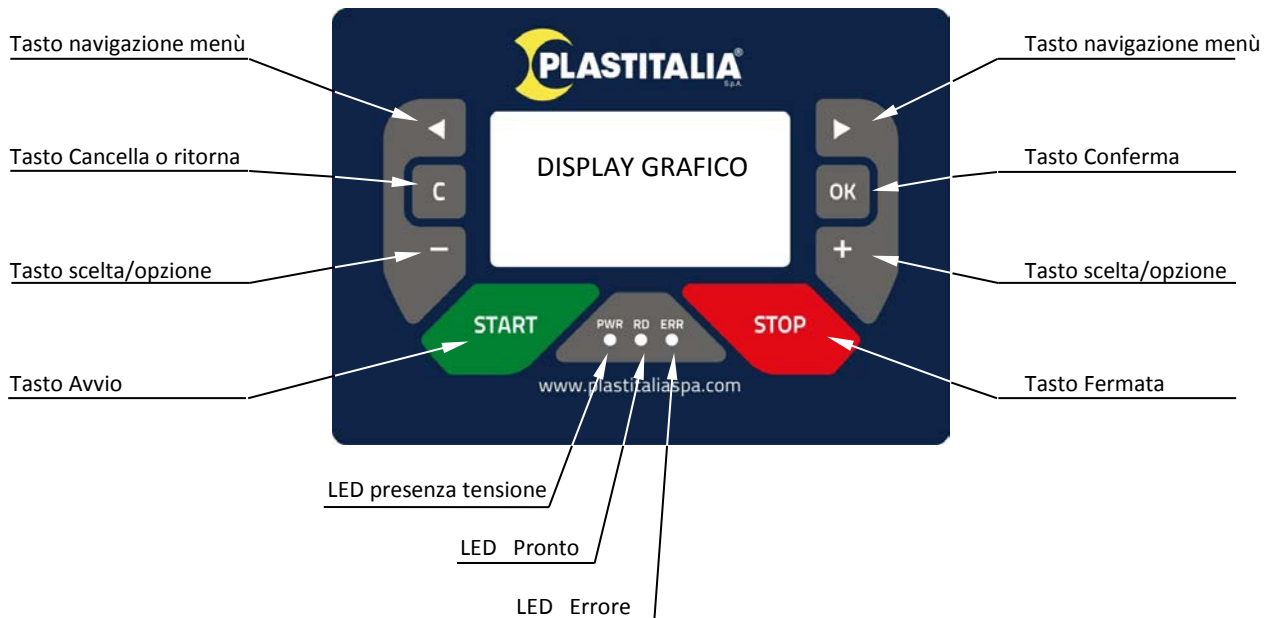 Tasto navigazione menù
Tasto navigazione menù
PLASTITALIA®
S.p.A.
Tasto Cancella o ritorna
DISPLAY GRAFICO
Tasto Conferma
C
OK
Tasto scelta/opzione
Tasto scelta/opzione
START
PWR RD ERR
STOP
Tasto Avvio
www.plastitaliaspa.com
Tasto Fermata
LED presenza tensione
LED Pronto
LED Errore